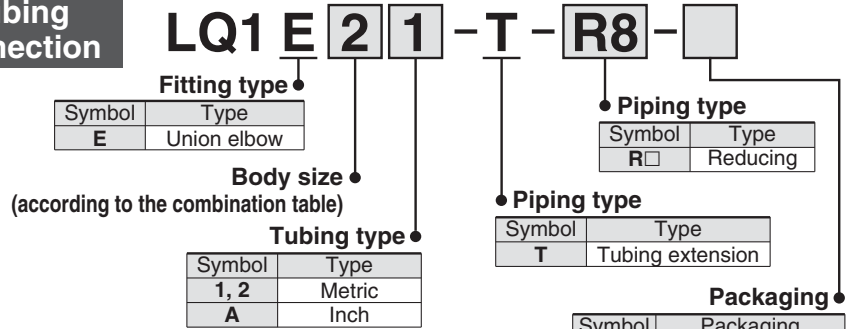 LQ1 E 2 1 - T - R8 -
Fitting type
Symbol Type
E Union elbow
Body size
(according to the combination table)
Tubing type
Symbol Type
1, 2 Metric
A Inch
Piping type
Symbol Type
R□ Reducing
Piping type
Symbol Type
T Tubing extension
Packaging
Symbol Packaging